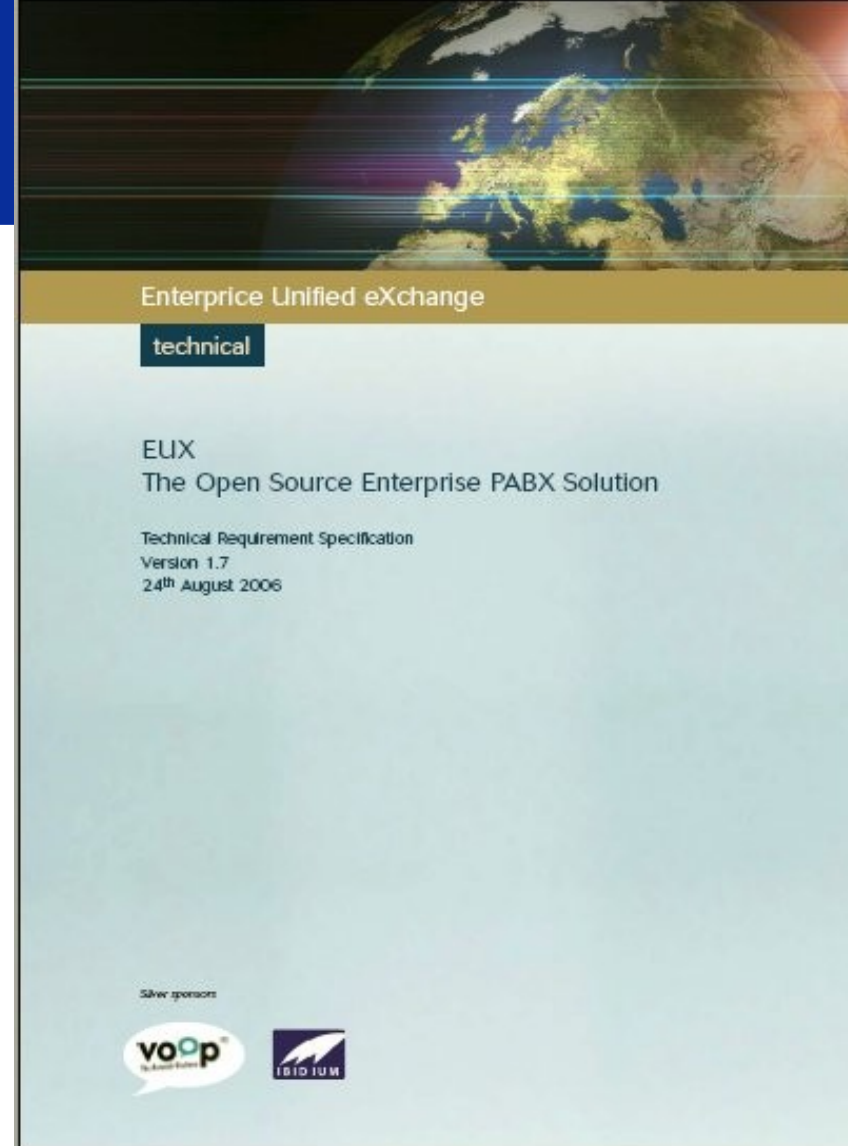 Enterprice Unified eXchange
technical
EUX
The Open Source Enterprise PABX Solution
Technical Requirement Specification
Version 1.7
24th August 2006
Silver sponsors
voop
IBIDIUM